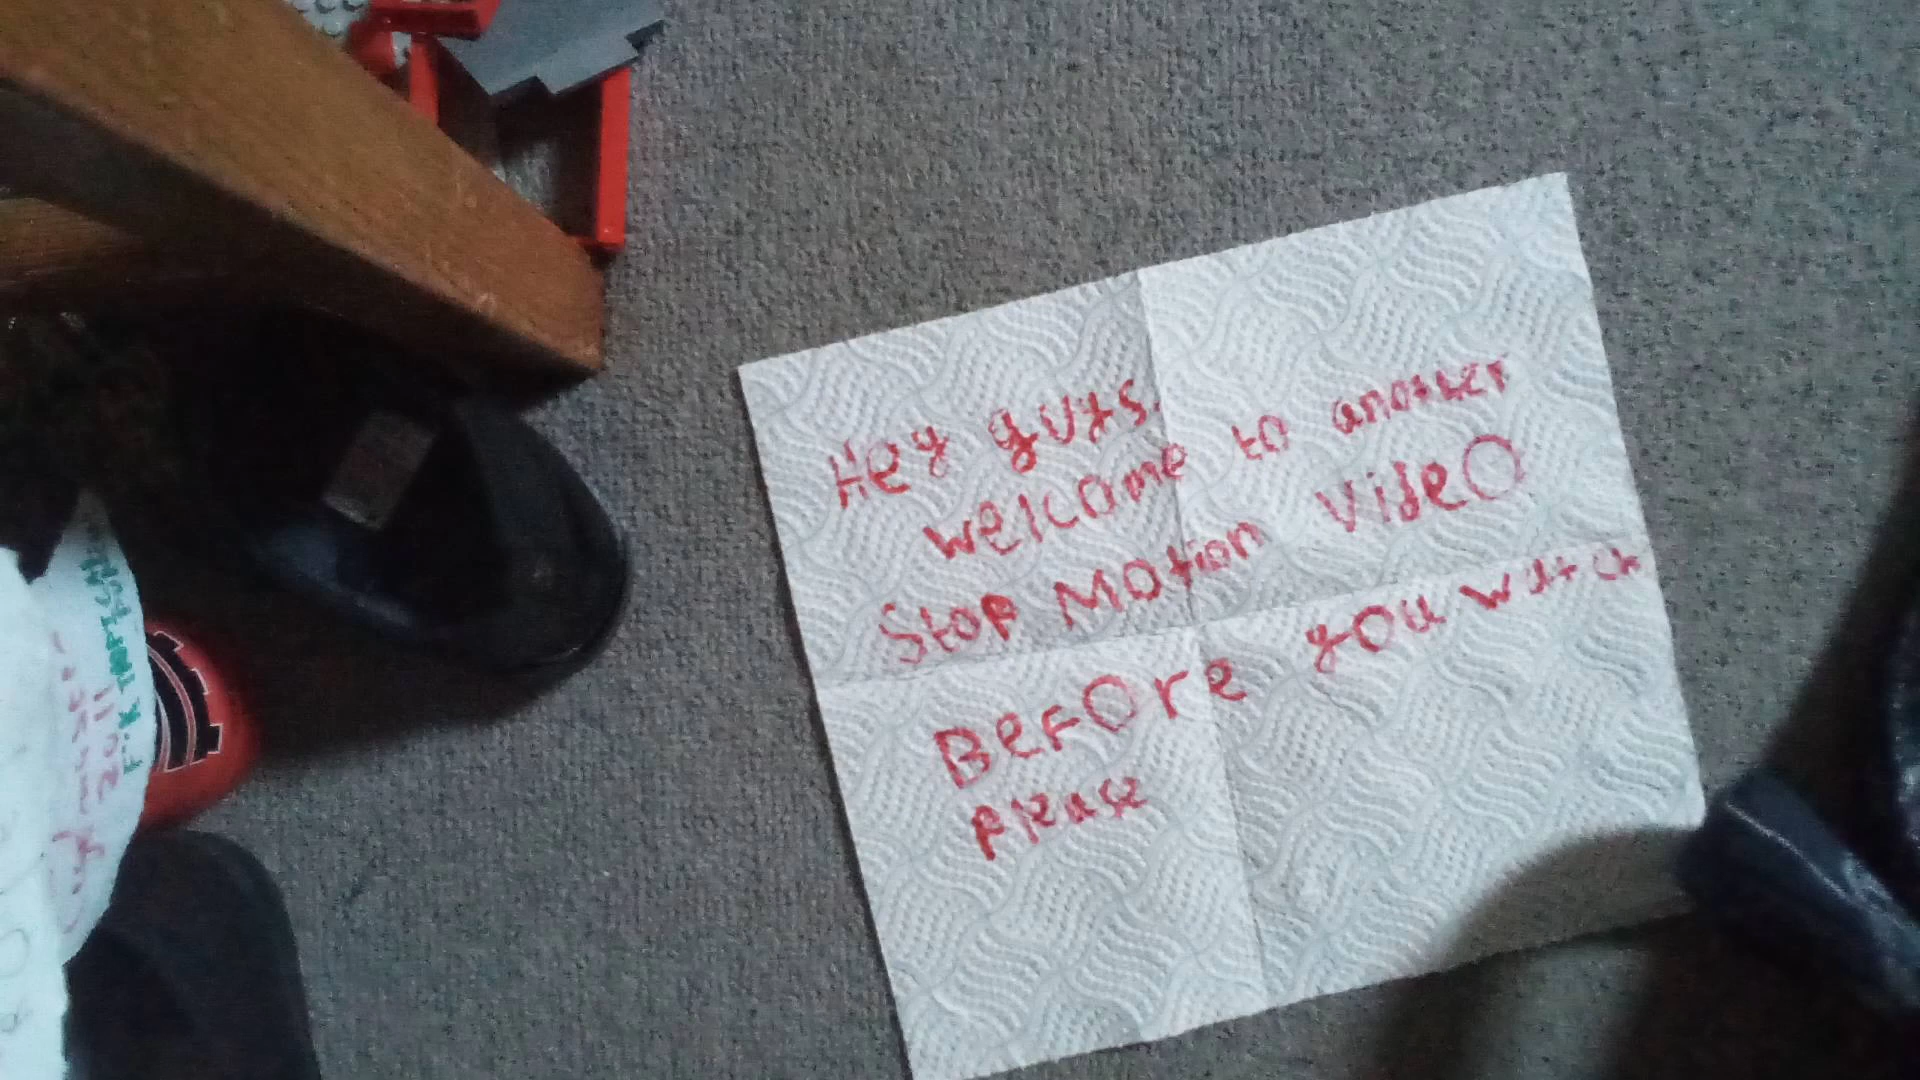 Hey guys.
welcome to another
Stop Motion VideO
BeFOre you watch
Please